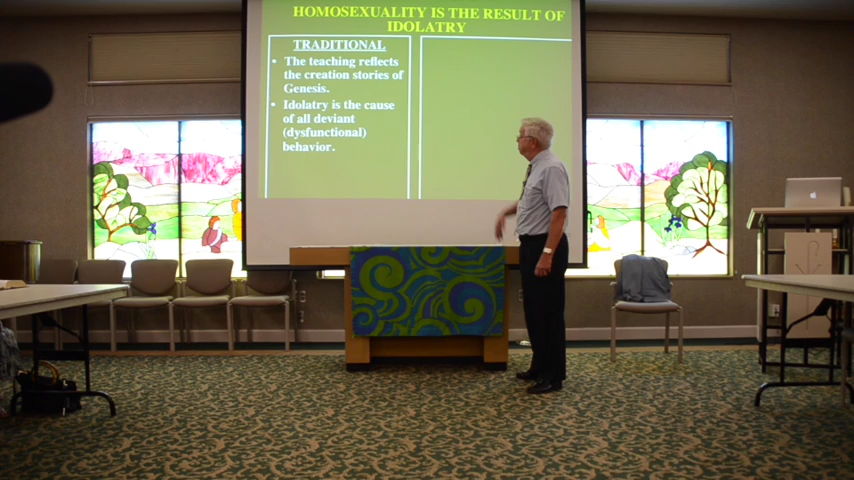 HOMOSEXUALITY IS THE RESULT OF
IDOLATRY
TRADITIONAL
• The teaching reflects
the creation stories of
Genesis.
• Idolatry is the cause
of all deviant
(dysfunctional)
behavior.